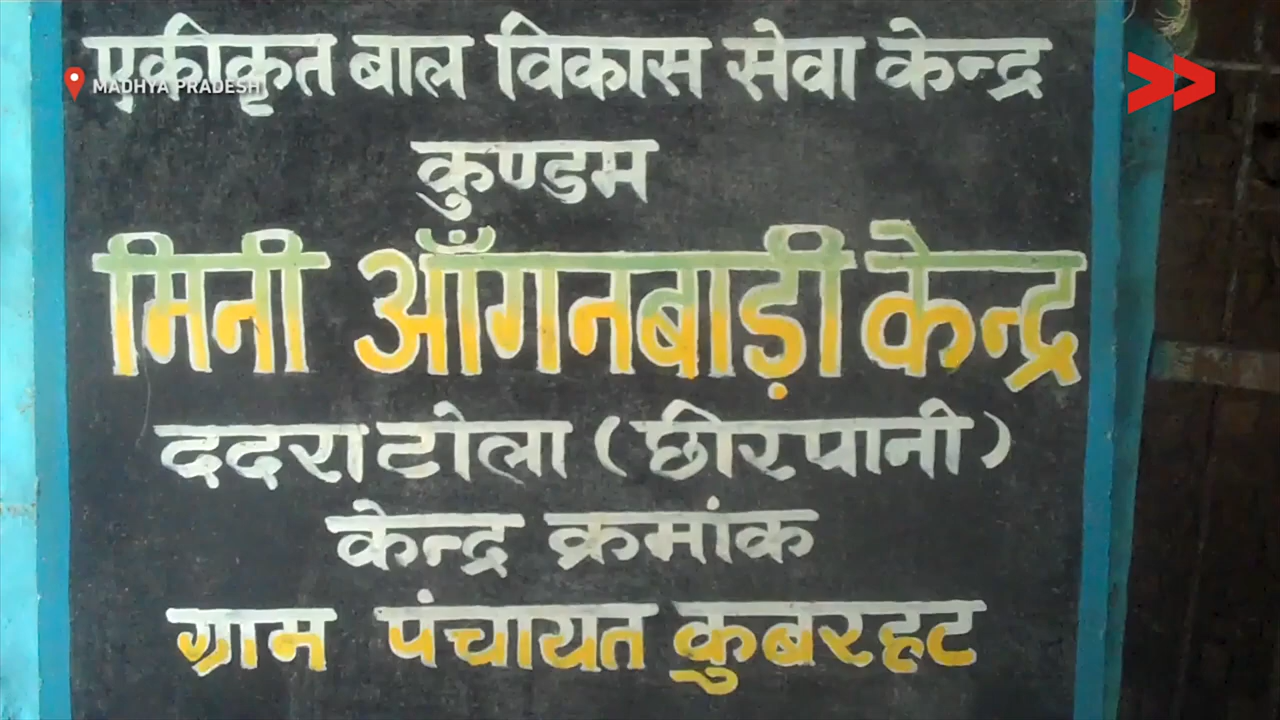 एकीकृत बाल विकास सेवा केन्द्र
MADHYA PRADESH
कुण्डम
मिनी आँगनबाड़ी केन्द्र
ददरा टोला (छीरपानी)
केन्द्र क्रमांक
ग्राम पंचायत कुबरहट